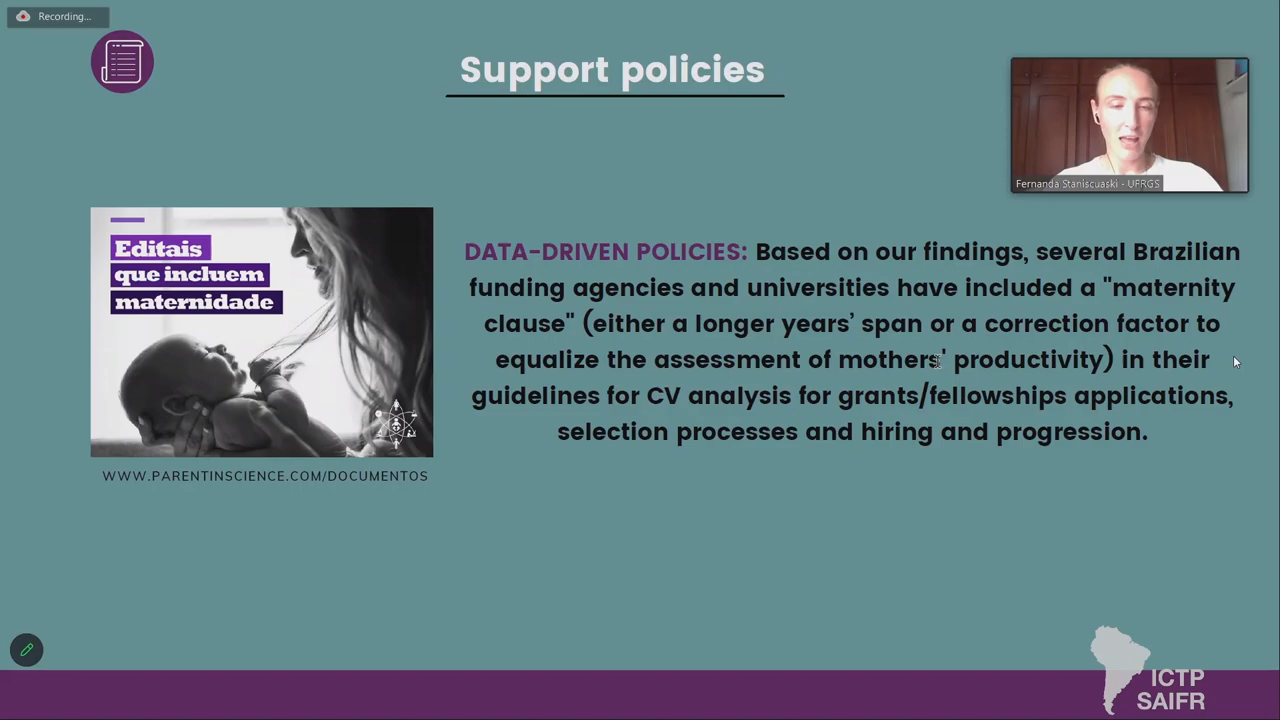 Recording...
Support policies
Fernanda Staniscuaski - UFRGS
Editais
que incluem
maternidade
WWW.PARENTINSCIENCE.COM/DOCUMENTOS
DATA-DRIVEN POLICIES: Based on our findings, several Brazilian
funding agencies and universities have included a "maternity
clause" (either a longer years’ span or a correction factor to
equalize the assessment of mothers' productivity) in their
guidelines for CV analysis for grants/fellowships applications,
selection processes and hiring and progression.
ICTP
SAIFR